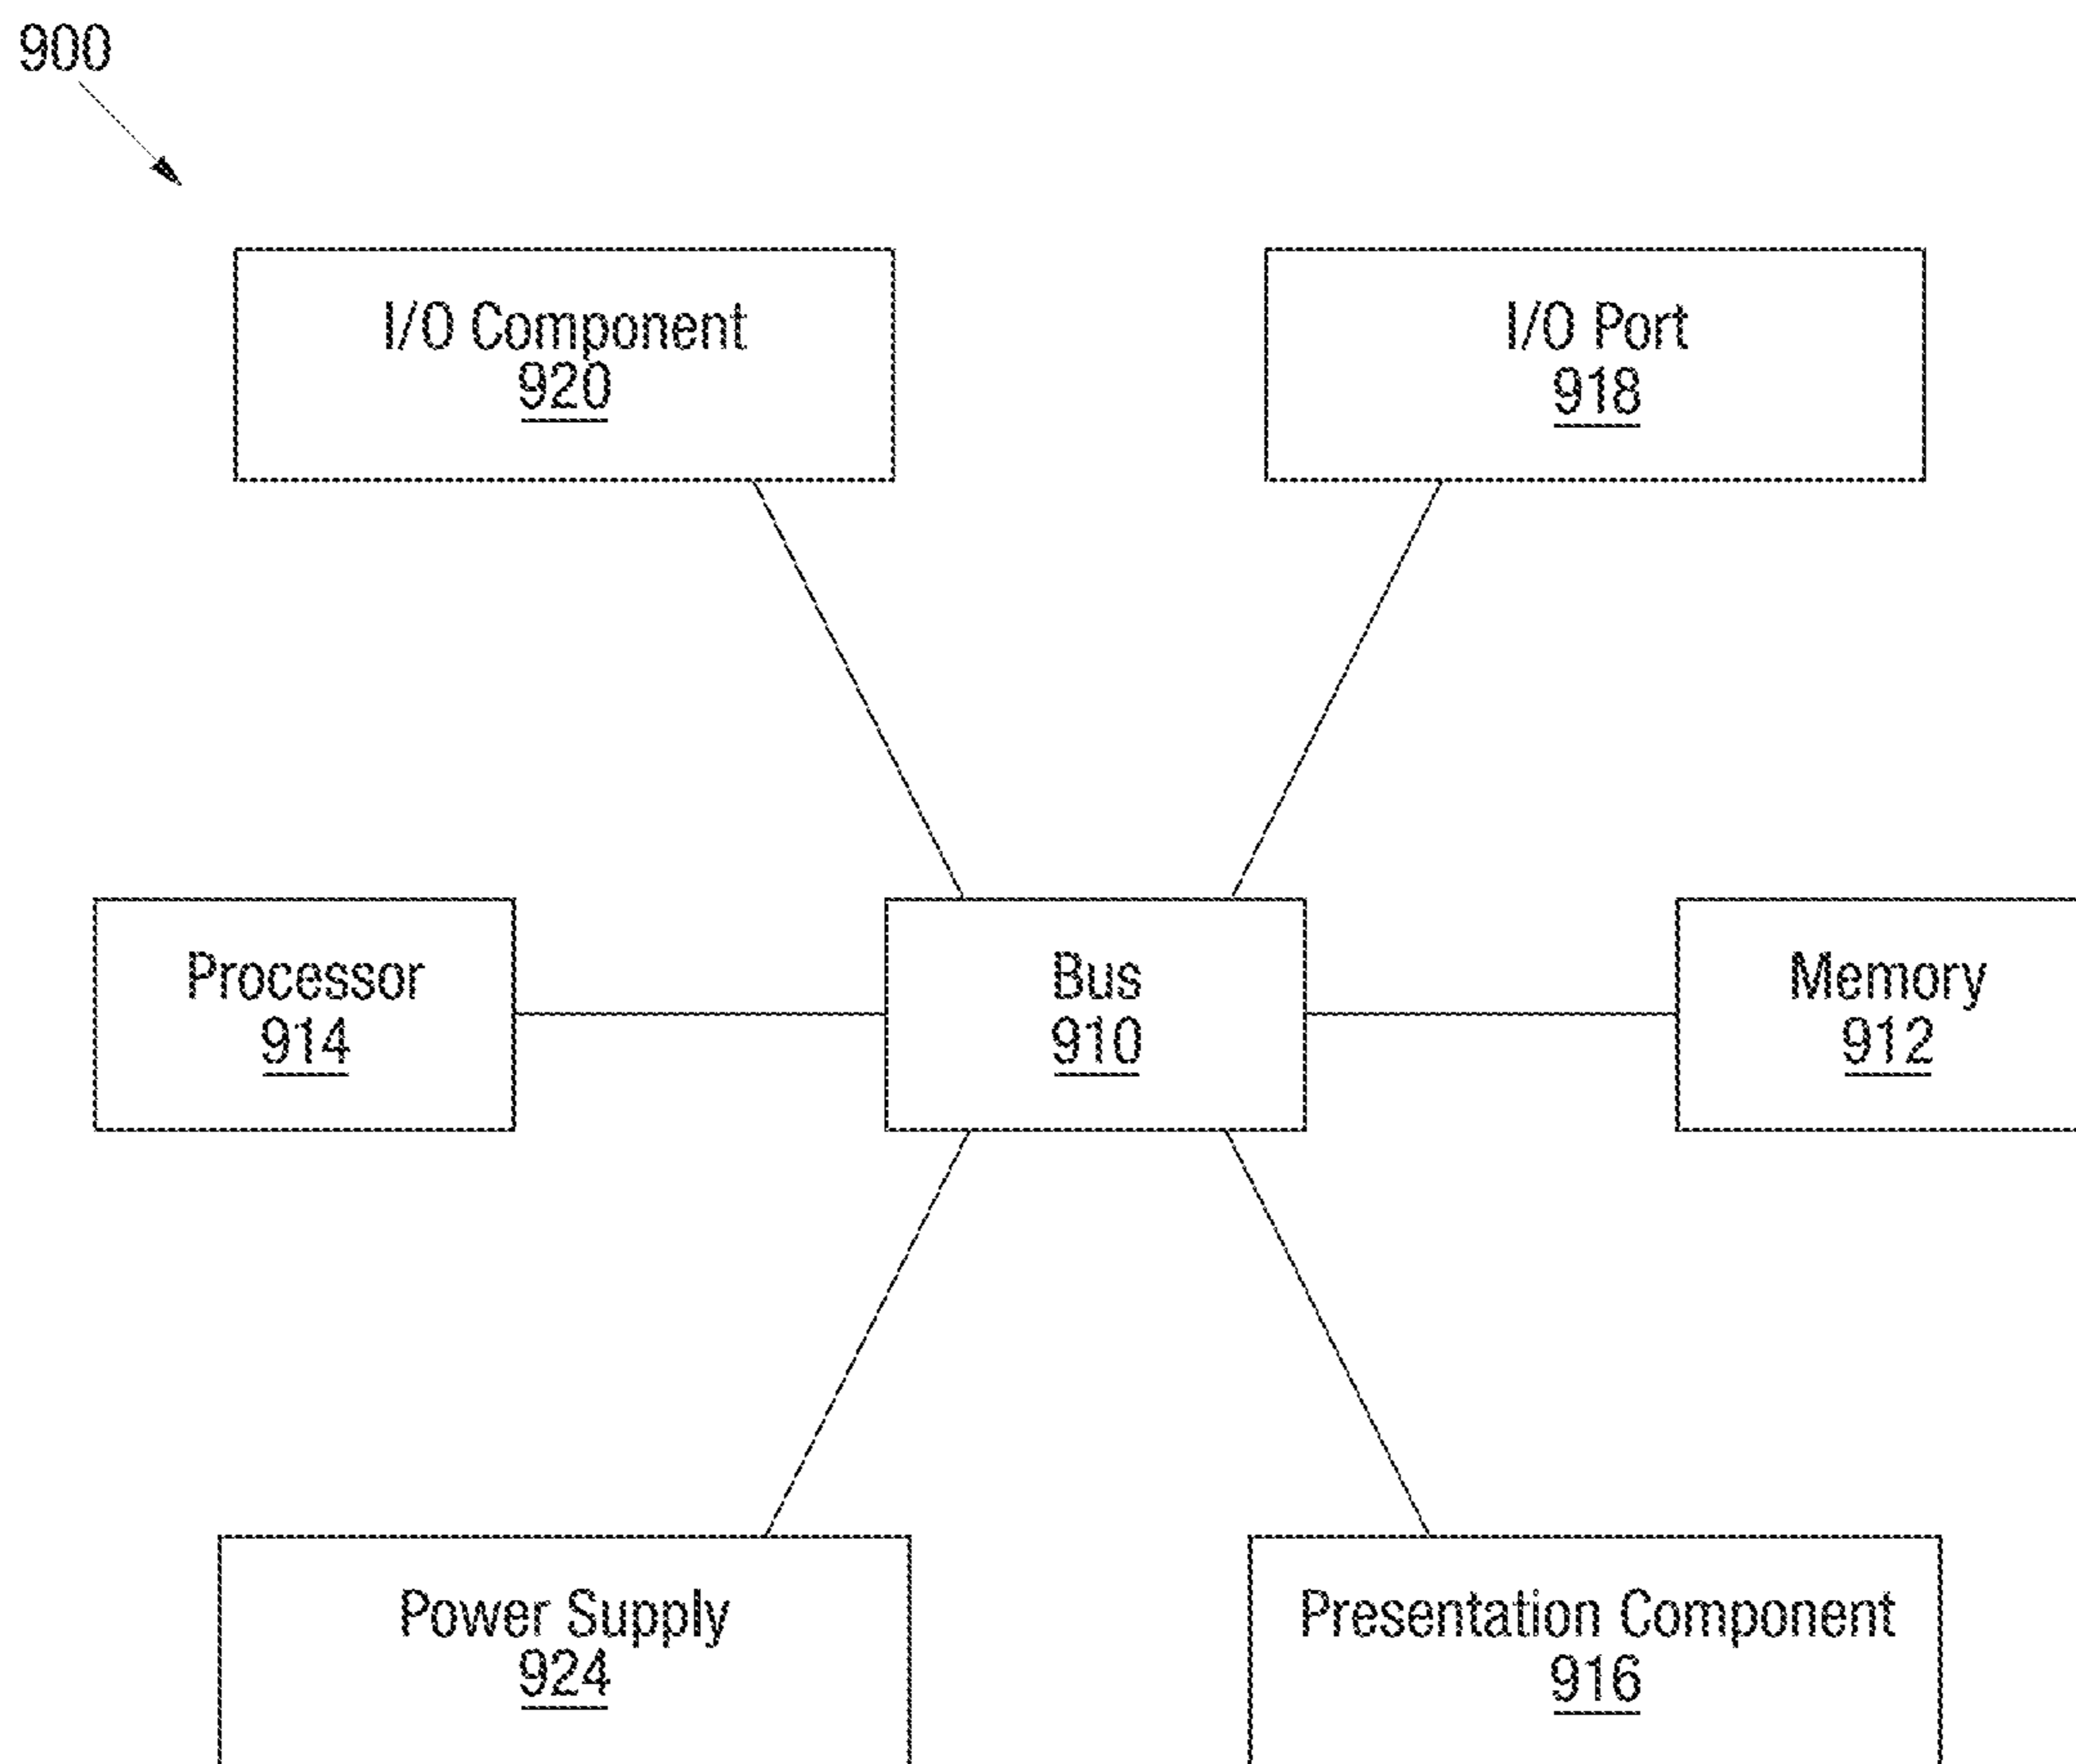 900
I/O Component
920
I/O Port
918
Processor
914
Bus
910
Memory
912
Power Supply
924
Presentation Component
916